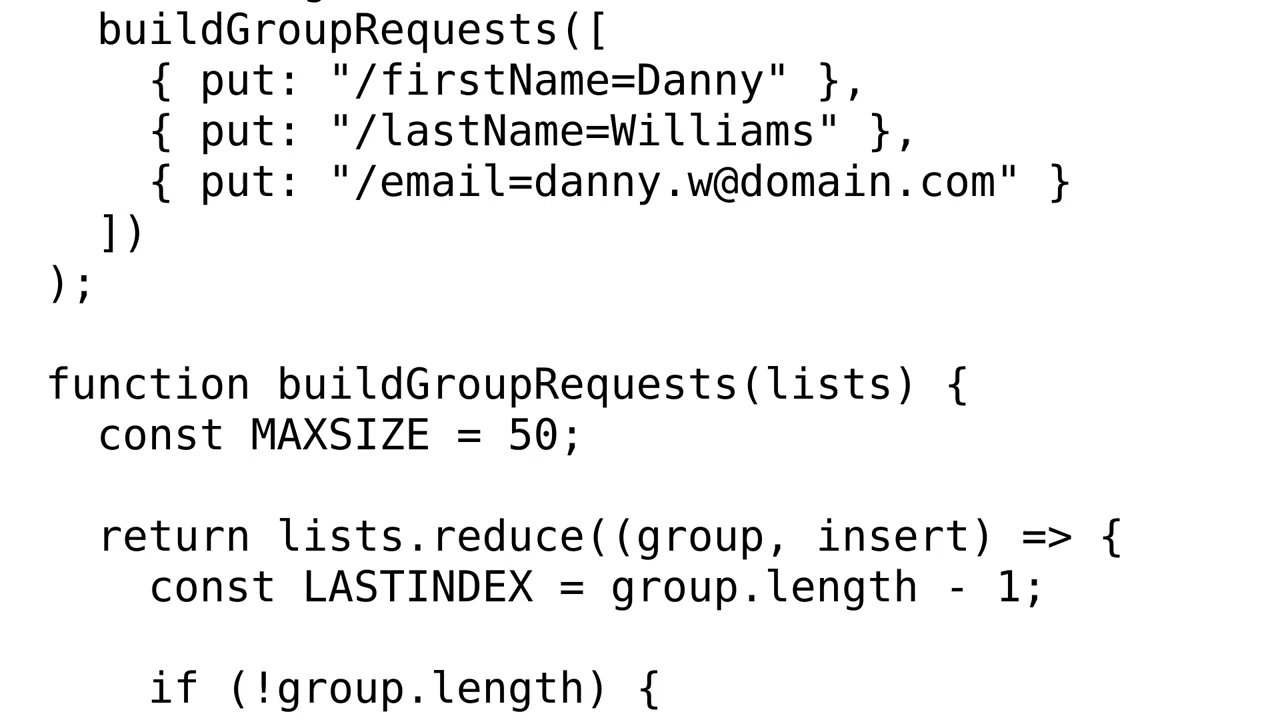 buildGroupRequests([
{ put: "/firstName=Danny" },
{ put: "/lastName=Williams" },
{ put: "/email=danny.w@domain.com" }
])
);
function buildGroupRequests(lists) {
const MAXSIZE = 50;
return lists.reduce((group, insert) => {
const LASTINDEX = group.length - 1;
if (!group.length) {